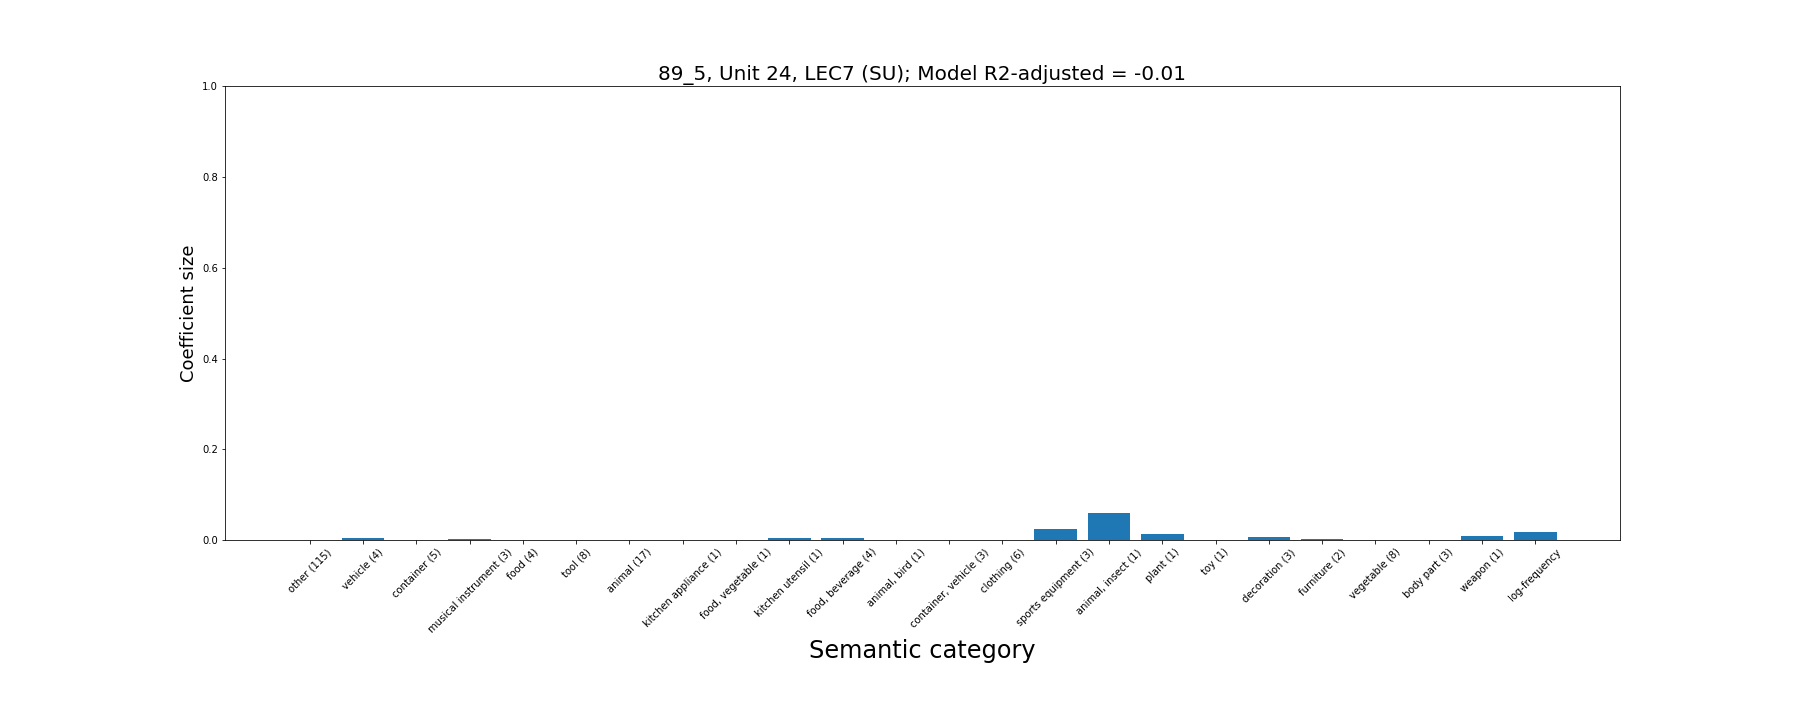 89_5, Unit 24, LEC7 (SU); Model R2-adjusted = -0.01
1.0
0.8
0.6
0.4
0.2
0.0
Coefficient size
other (115)
vehicle (4)
container (5)
musical instrument (3)
food (4)
tool (8)
animal (17)
kitchen appliance (1)
food, vegetable (1)
kitchen utensil (1)
food, beverage (4)
animal, bird (1)
container, vehicle (3)
clothing (6)
sports equipment (3)
animal, insect (1)
plant (1)
toy (1)
decoration (3)
furniture (2)
vegetable (8)
body part (3)
weapon (1)
log-frequency
Semantic category